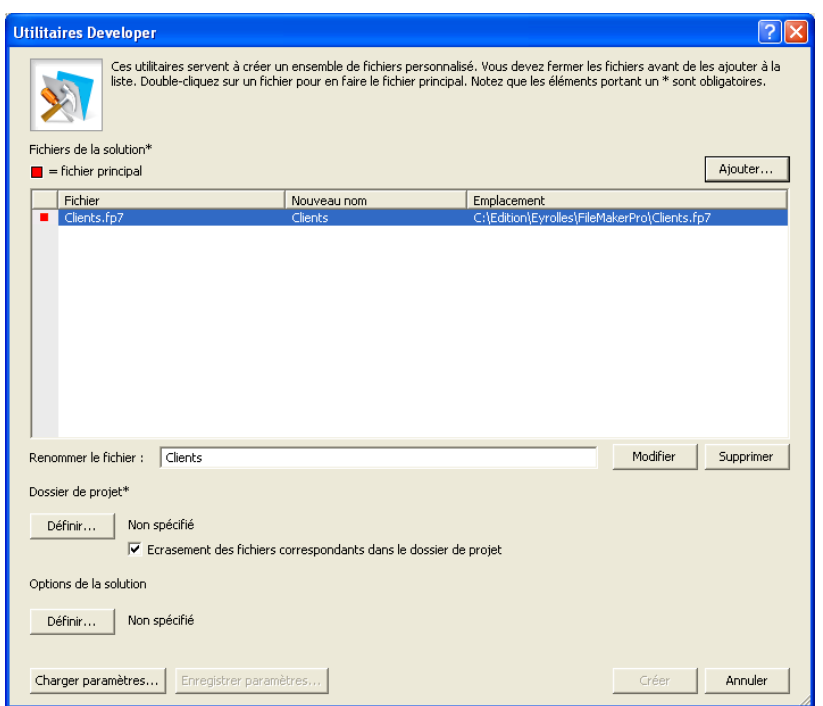 Utilitaires Developer
Ces utilitaires servent à créer un ensemble de fichiers personnalisé. Vous devez fermer les fichiers avant de les ajouter à la
liste. Double-cliquez sur un fichier pour en faire le fichier principal. Notez que les éléments portant un * sont obligatoires.
Fichiers de la solution*
= fichier principal
Ajouter...
Fichier Nouveau nom Emplacement
Clients.fp7 Clients C:\Edition\Eyrolles\FileMakerPro\Clients.fp7
Renommer le fichier : Clients Modifier Supprimer
Dossier de projet*
Définir... Non spécifié
Ecrasement des fichiers correspondants dans le dossier de projet
Options de la solution
Définir... Non spécifié
Charger paramètres... Enregistrer paramètres... Créer Annuler